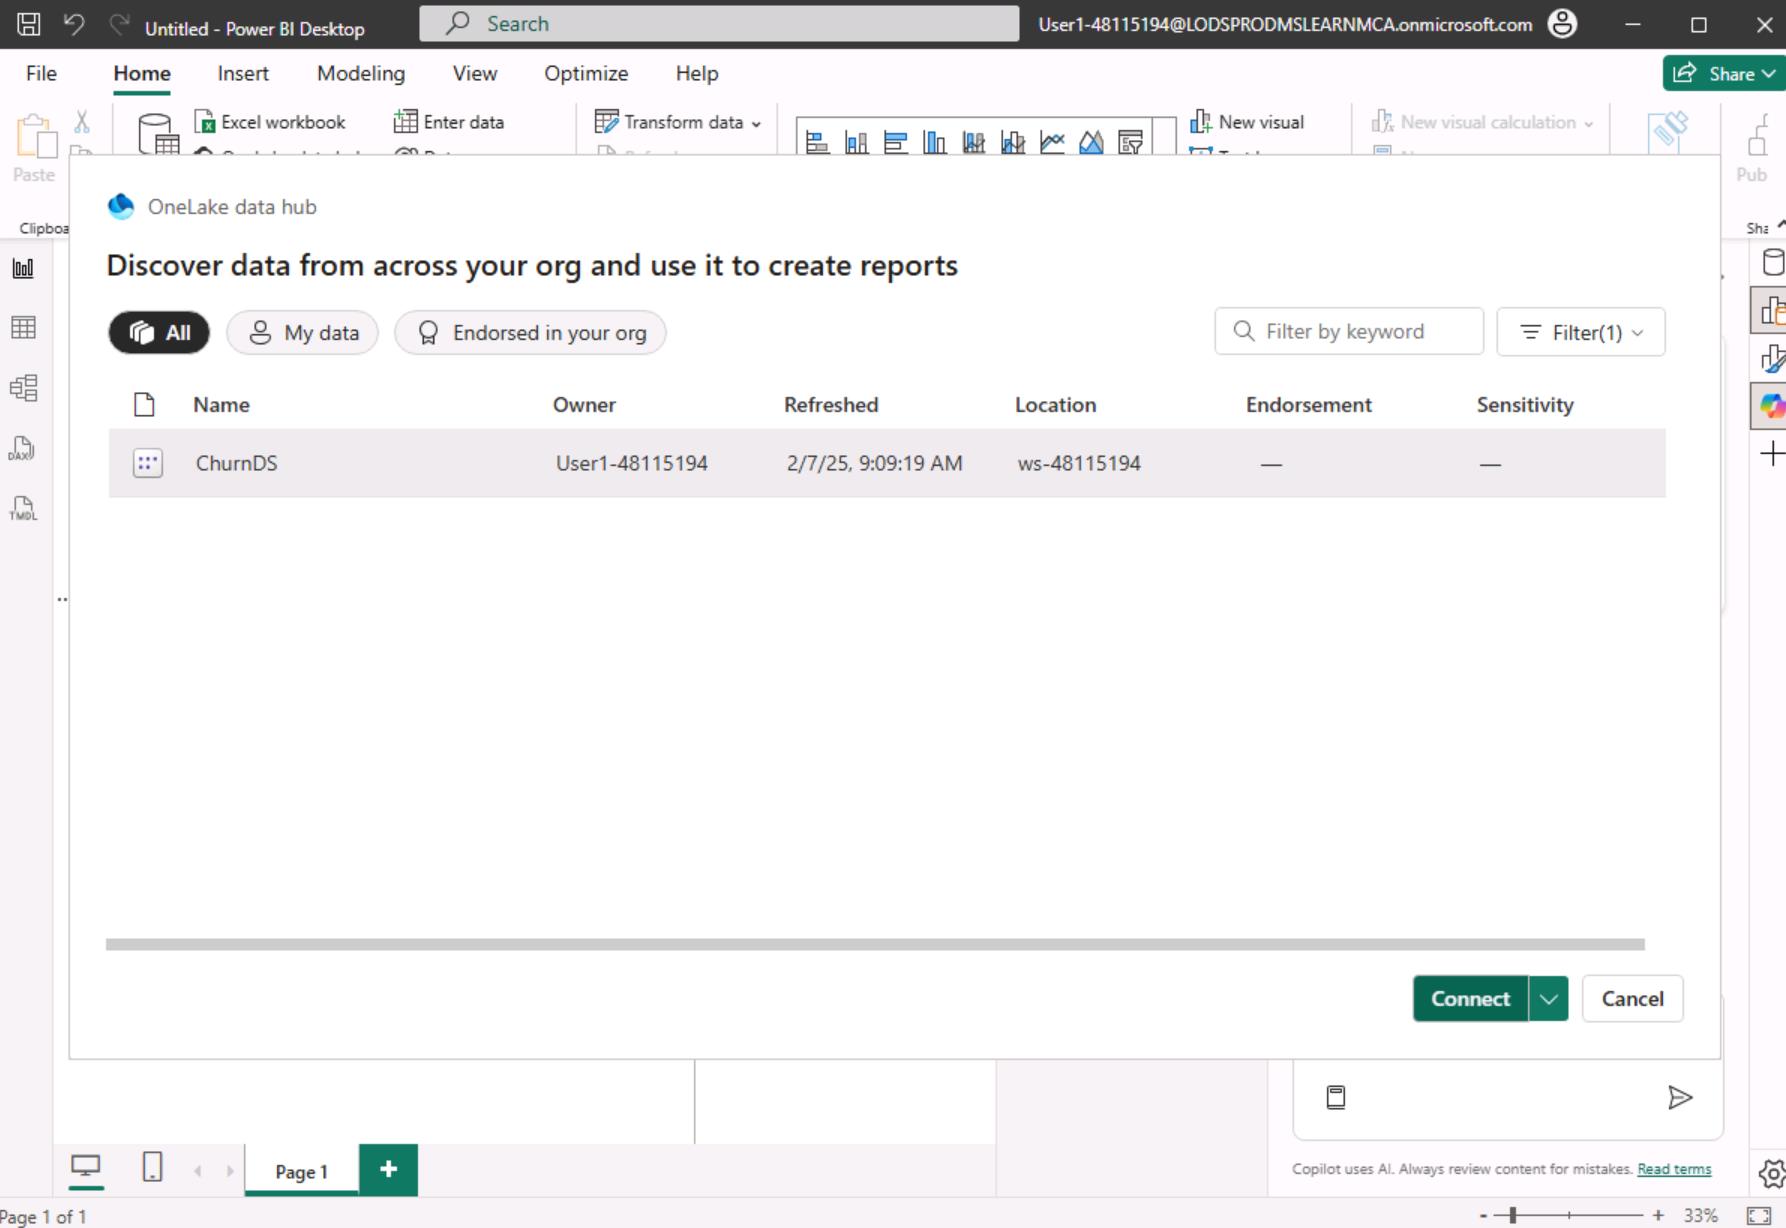 Untitled - Power BI Desktop
Search
User1-48115194@LODSPRODMSLEARNMCA.onmicrosoft.com
File Home Insert Modeling View Optimize Help
Share
Paste
Excel workbook
Enter data
Transform data
New visual
New visual calculation
Pub
Clipboa
Sha
OneLake data hub
Discover data from across your org and use it to create reports
All My data Endorsed in your org
Filter by keyword
Filter(1)
Name Owner Refreshed Location Endorsement Sensitivity
ChurnDS User1-48115194 2/7/25, 9:09:19 AM ws-48115194 — —
DAX
TMDL
Connect
Cancel
Page 1
+
Copilot uses AI. Always review content for mistakes. Read terms
Page 1 of 1
- + 33%